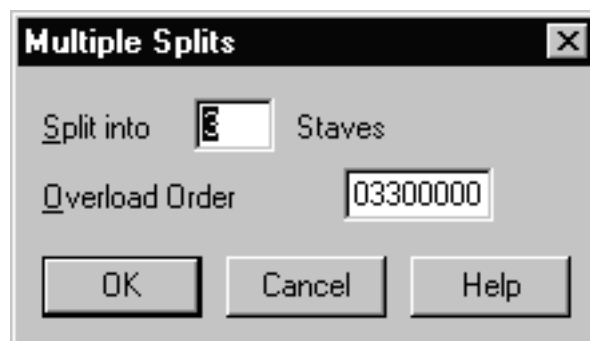 Multiple Splits
Split into 3 Staves
Overload Order 03300000
OK Cancel Help